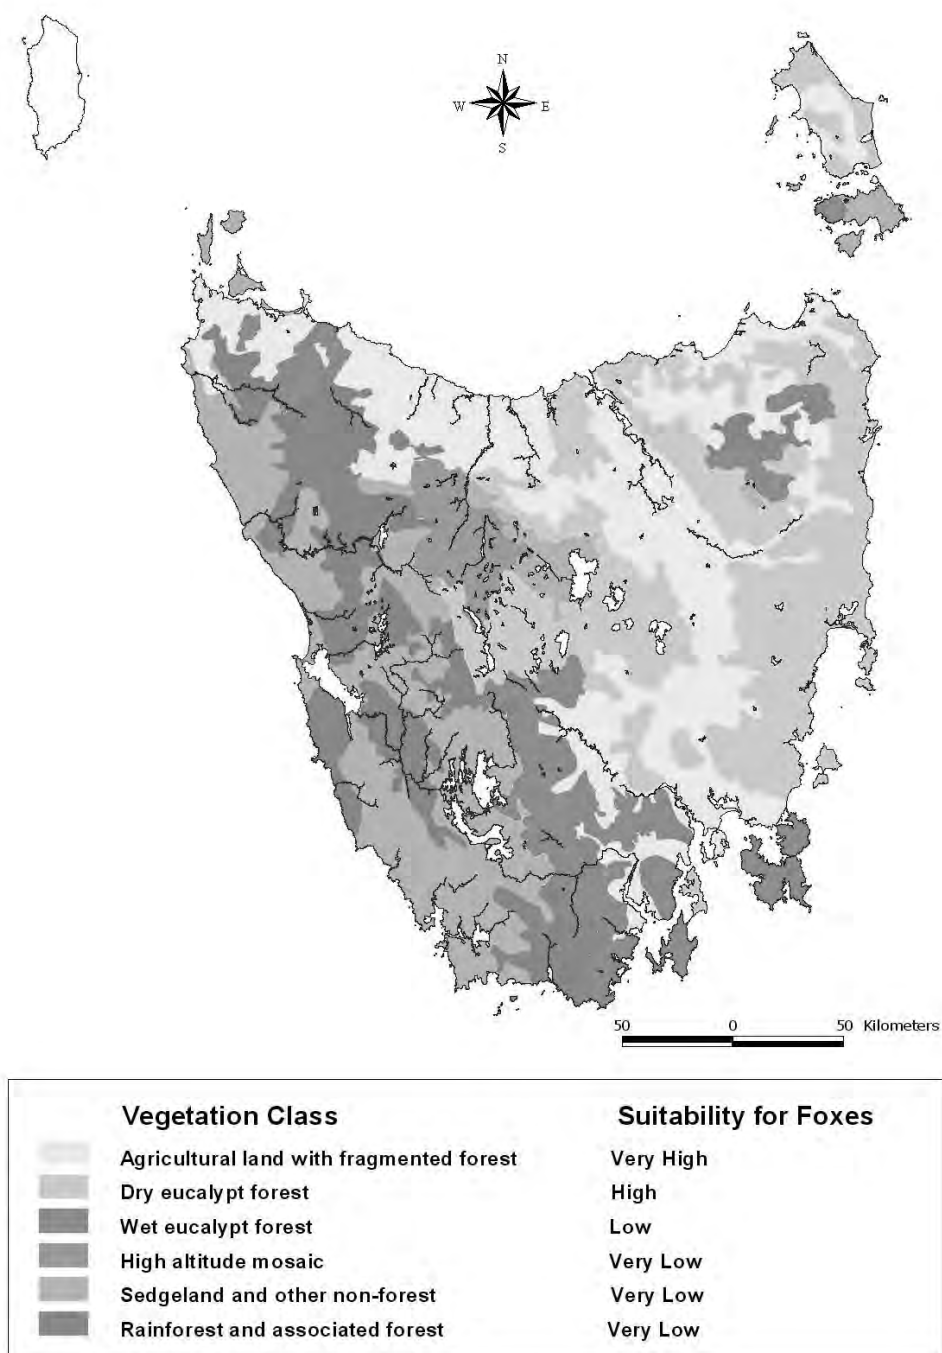 N
W E
S
50 0 50 Kilometers
Vegetation Class Suitability for Foxes
Agricultural land with fragmented forest Very High
Dry eucalypt forest High
Wet eucalypt forest Low
High altitude mosaic Very Low
Sedgeland and other non-forest Very Low
Rainforest and associated forest Very Low